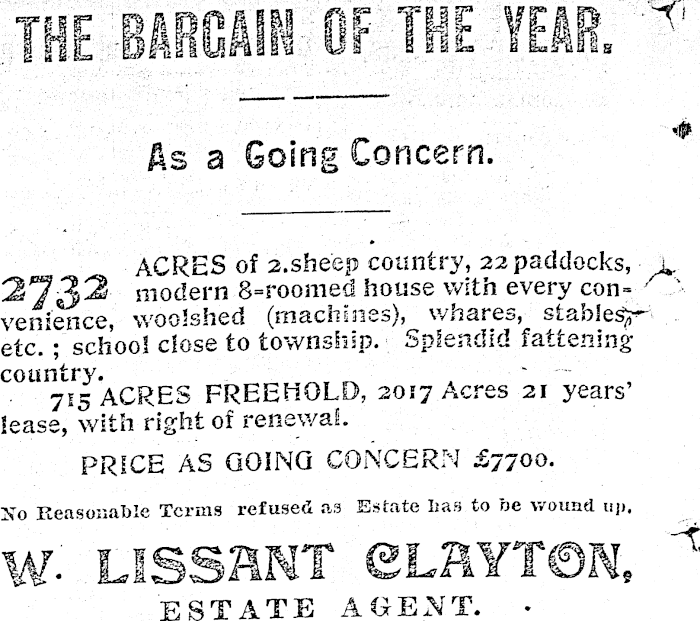 THE BARGAIN OF THE YEAR.
As a Going Concern.
2732 ACRES of 2.sheep country, 22 paddocks,
modern 8=roomed house with every con=
venience, woolshed (machines), whares, stables,
etc. ; school close to township. Splendid fattening
country.
715 ACRES FREEHOLD, 2017 Acres 21 years'
lease, with right of renewal.
PRICE AS GOING CONCERN £7700.
No Reasonable Terms refused as Estate has to be wound up.
W. LISSANT CLAYTON,
ESTATE AGENT.